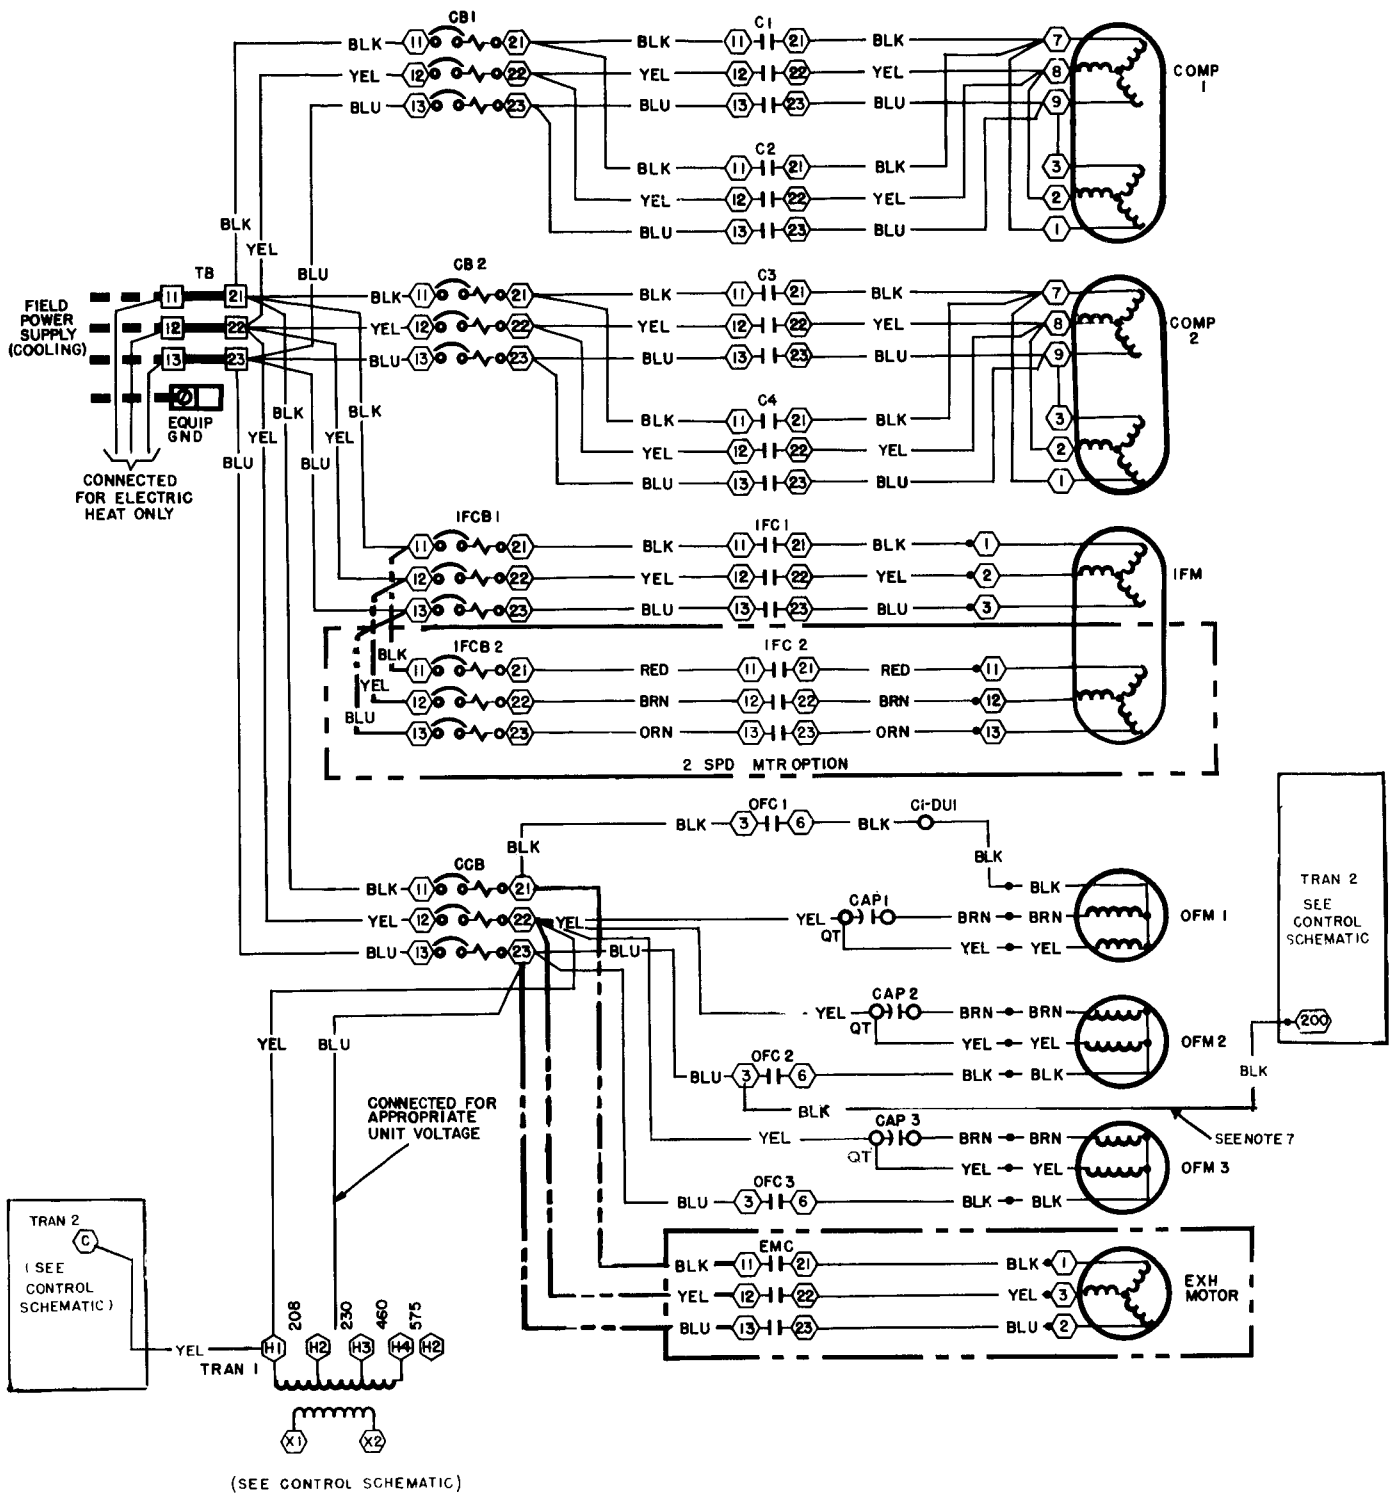 CB1
BLK 11 21 BLK
YEL 12 22 YEL
BLU 13 23 BLU
C1
11 21 BLK 7
12 22 YEL 8
13 23 BLU 9
COMP
1
C2
BLK 11 21 BLK 3
YEL 12 22 YEL 2
BLU 13 23 BLU 1
BLK
YEL
BLU
TB
FIELD
POWER
SUPPLY
(COOLING)
11 21
12 22
13 23
EQUIP
GND
CONNECTED
FOR ELECTRIC
HEAT ONLY
CB 2
BLK 11 21 BLK
YEL 12 22 YEL
BLU 13 23 BLU
C3
11 21 BLK 7
12 22 YEL 8
13 23 BLU 9
COMP
2
C4
BLK 11 21 BLK 3
YEL 12 22 YEL 2
BLU 13 23 BLU 1
BLK
BLK
YEL
YEL
BLU
BLU
IFCB 1
IFC 1
11 21 BLK 11 21 BLK 1
12 22 YEL 12 22 YEL 2
13 23 BLU 13 23 BLU 3
IFM
IFCB 2
IFC 2
BLK 11 21 RED 11 21 RED 11
YEL 12 22 BRN 12 22 BRN 12
BLU 13 23 ORN 13 23 ORN 13
2 SPD MTR OPTION
OFC 1
C1-DU1
BLK 3 6 BLK
BLK
BLK
CCB
BLK 11 21
YEL 12 22
BLU 13 23
YEL
BLU
BLK
CAP 1
YEL BRN BRN
QT
YEL YEL
OFM 1
TRAN 2
SEE
CONTROL
SCHEMATIC
200
BLK
CAP 2
YEL BRN BRN
QT
YEL YEL
OFM 2
OFC 2
BLU 3 6 BLK BLK
BLK
SEE NOTE 7
CAP 3
YEL BRN BRN
QT
YEL YEL
OFM 3
OFC 3
BLU 3 6 BLK BLK
YEL
BLU
CONNECTED FOR
APPROPRIATE
UNIT VOLTAGE
EMC
BLK 11 21 BLK 1
YEL 12 22 YEL 3
BLU 13 23 BLU 2
EXH
MOTOR
TRAN 2
C
(SEE
CONTROL
SCHEMATIC)
YEL
TRAN 1
208
230
460
575
H1 H2 H3 H4 H2
X1 X2
(SEE CONTROL SCHEMATIC)